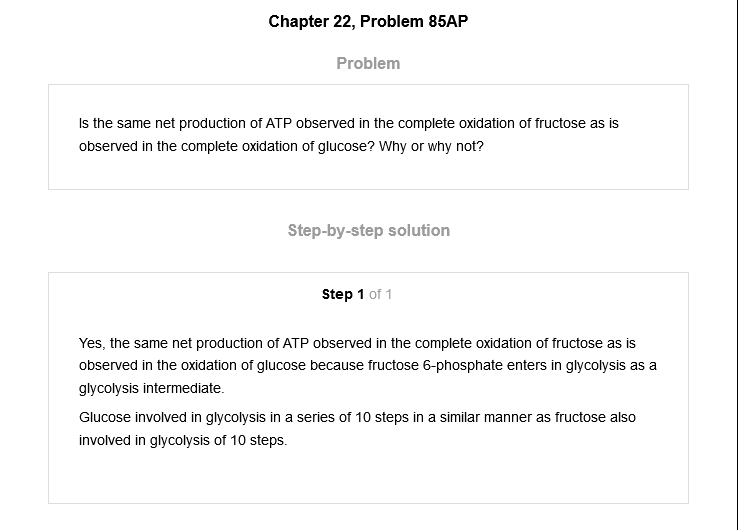 Chapter 22, Problem 85AP
Problem
Is the same net production of ATP observed in the complete oxidation of fructose as is
observed in the complete oxidation of glucose? Why or why not?
Step-by-step solution
Step 1 of 1
Yes, the same net production of ATP observed in the complete oxidation of fructose as is
observed in the oxidation of glucose because fructose 6-phosphate enters in glycolysis as a
glycolysis intermediate.
Glucose involved in glycolysis in a series of 10 steps in a similar manner as fructose also
involved in glycolysis of 10 steps.